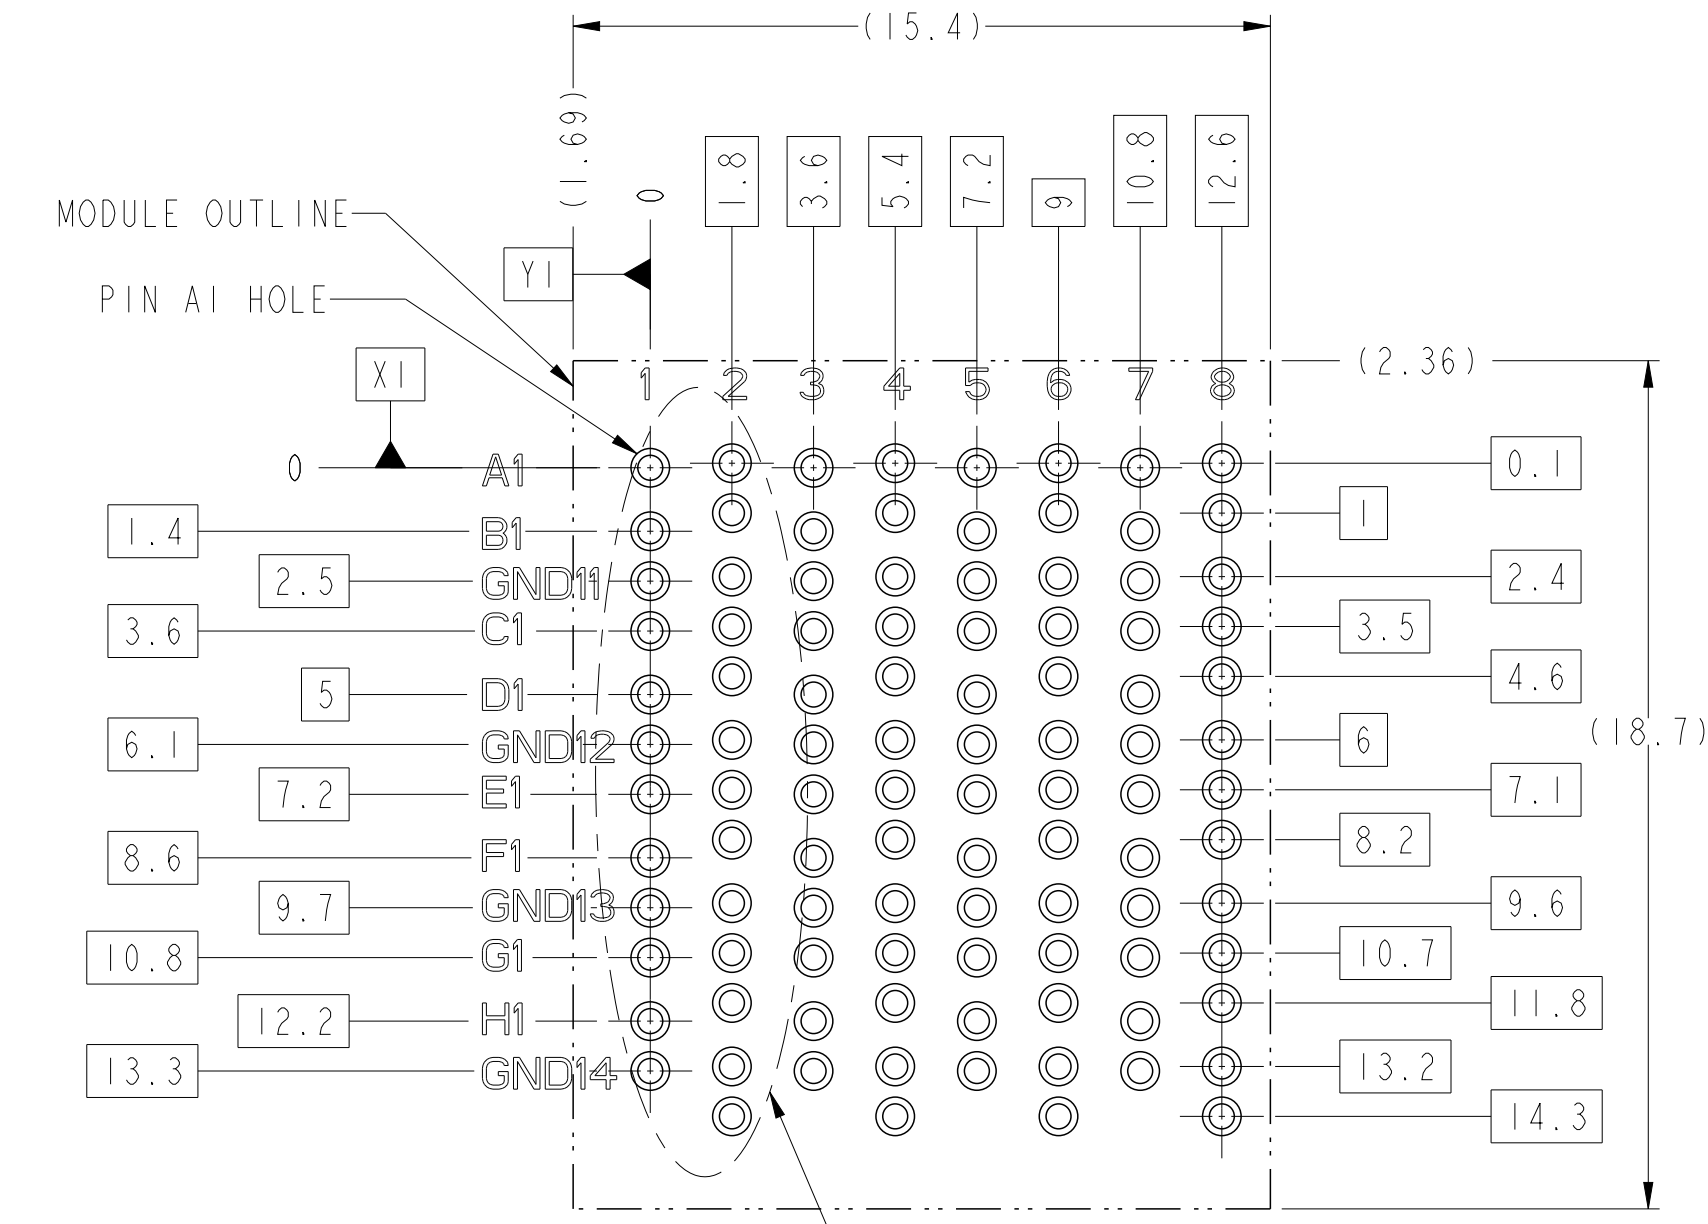 (15.4)
(1.69)
0
1.8
3.6
5.4
7.2
9
10.8
12.6
MODULE OUTLINE
Y1
PIN A1 HOLE
X1
(2.36)
1 2 3 4 5 6 7 8
0 A1 0.1
1
1.4 B1
2.5 GND11 2.4
3.6 C1 3.5
4.6
5 D1
6.1 GND12 6
(18.7)
7.2 E1 7.1
8.2
8.6 F1
9.7 GND13 9.6
10.8 G1 10.7
11.8
12.2 H1
13.3 GND14 13.2
14.3